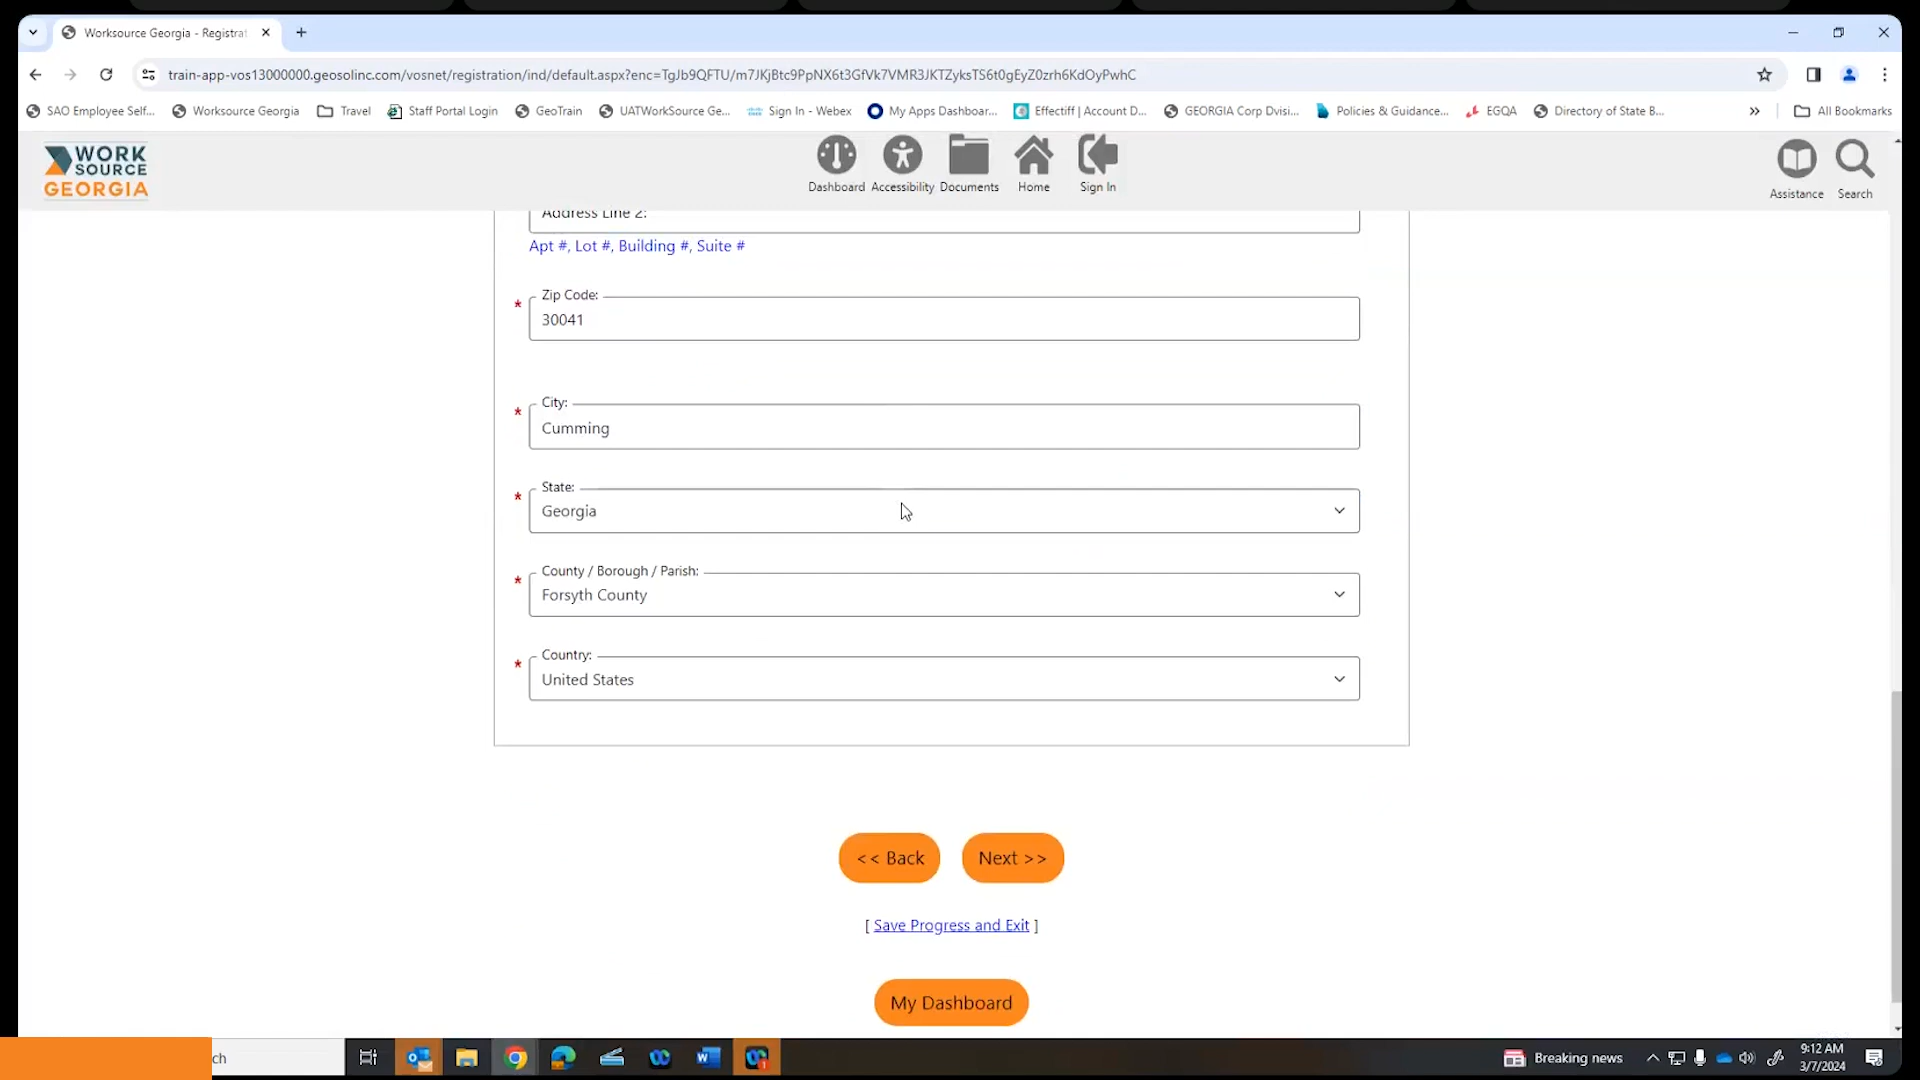 Worksource Georgia - Registrat
train-app-vos13000000.geosolinc.com/vosnet/registration/ind/default.aspx?enc=TgJb9QFTU/m7JKjBtc9PpNX6t3GfVk7VMR3JKTZyksTS6t0gEyZ0zrh6KdOyPwhC
SAO Employee Self... Worksource Georgia Travel Staff Portal Login GeoTrain UATWorkSource Ge... Sign In - Webex My Apps Dashboar... Effectiff | Account D... GEORGIA Corp Dvisi... Policies & Guidance... EGQA Directory of State B... » All Bookmarks
WORK
SOURCE
GEORGIA
Dashboard Accessibility Documents Home Sign In
Assistance Search
Address Line 2:
Apt #, Lot #, Building #, Suite #
* Zip Code:
30041
* City:
Cumming
* State:
Georgia
* County / Borough / Parish:
Forsyth County
* Country:
United States
<< Back Next >>
[ Save Progress and Exit ]
My Dashboard
ch
Breaking news
9:12 AM
3/7/2024